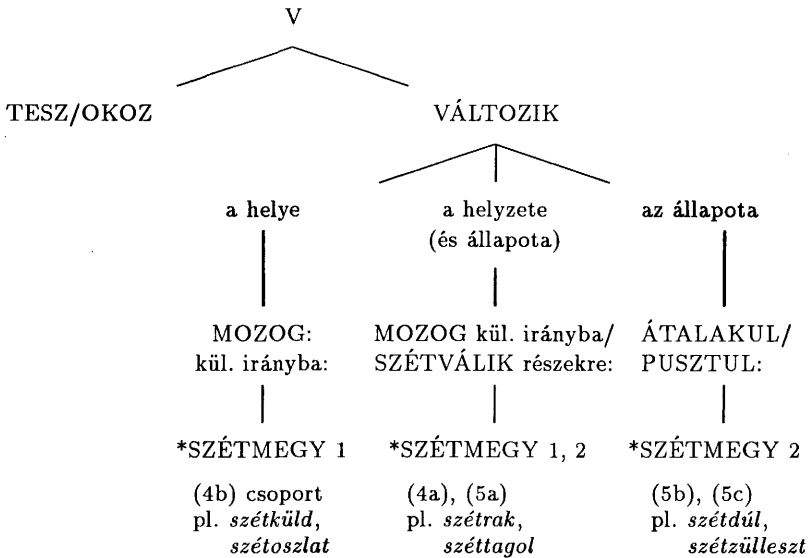 V
TESZ/OKOZ VÁLTOZIK
a helye a helyzete az állapota
(és állapota)
MOZOG: MOZOG kül. irányba/ ÁTALAKUL/
kül. irányba: SZÉTVÁLIK részekre: PUSZTUL:
*SZÉTMEGY 1 *SZÉTMEGY 1, 2 *SZÉTMEGY 2
(4b) csoport (4a), (5a) (5b), (5c)
pl. szétküld, pl. szétrak, pl. szétdúl,
szétoszlat széttagol szétzülleszt